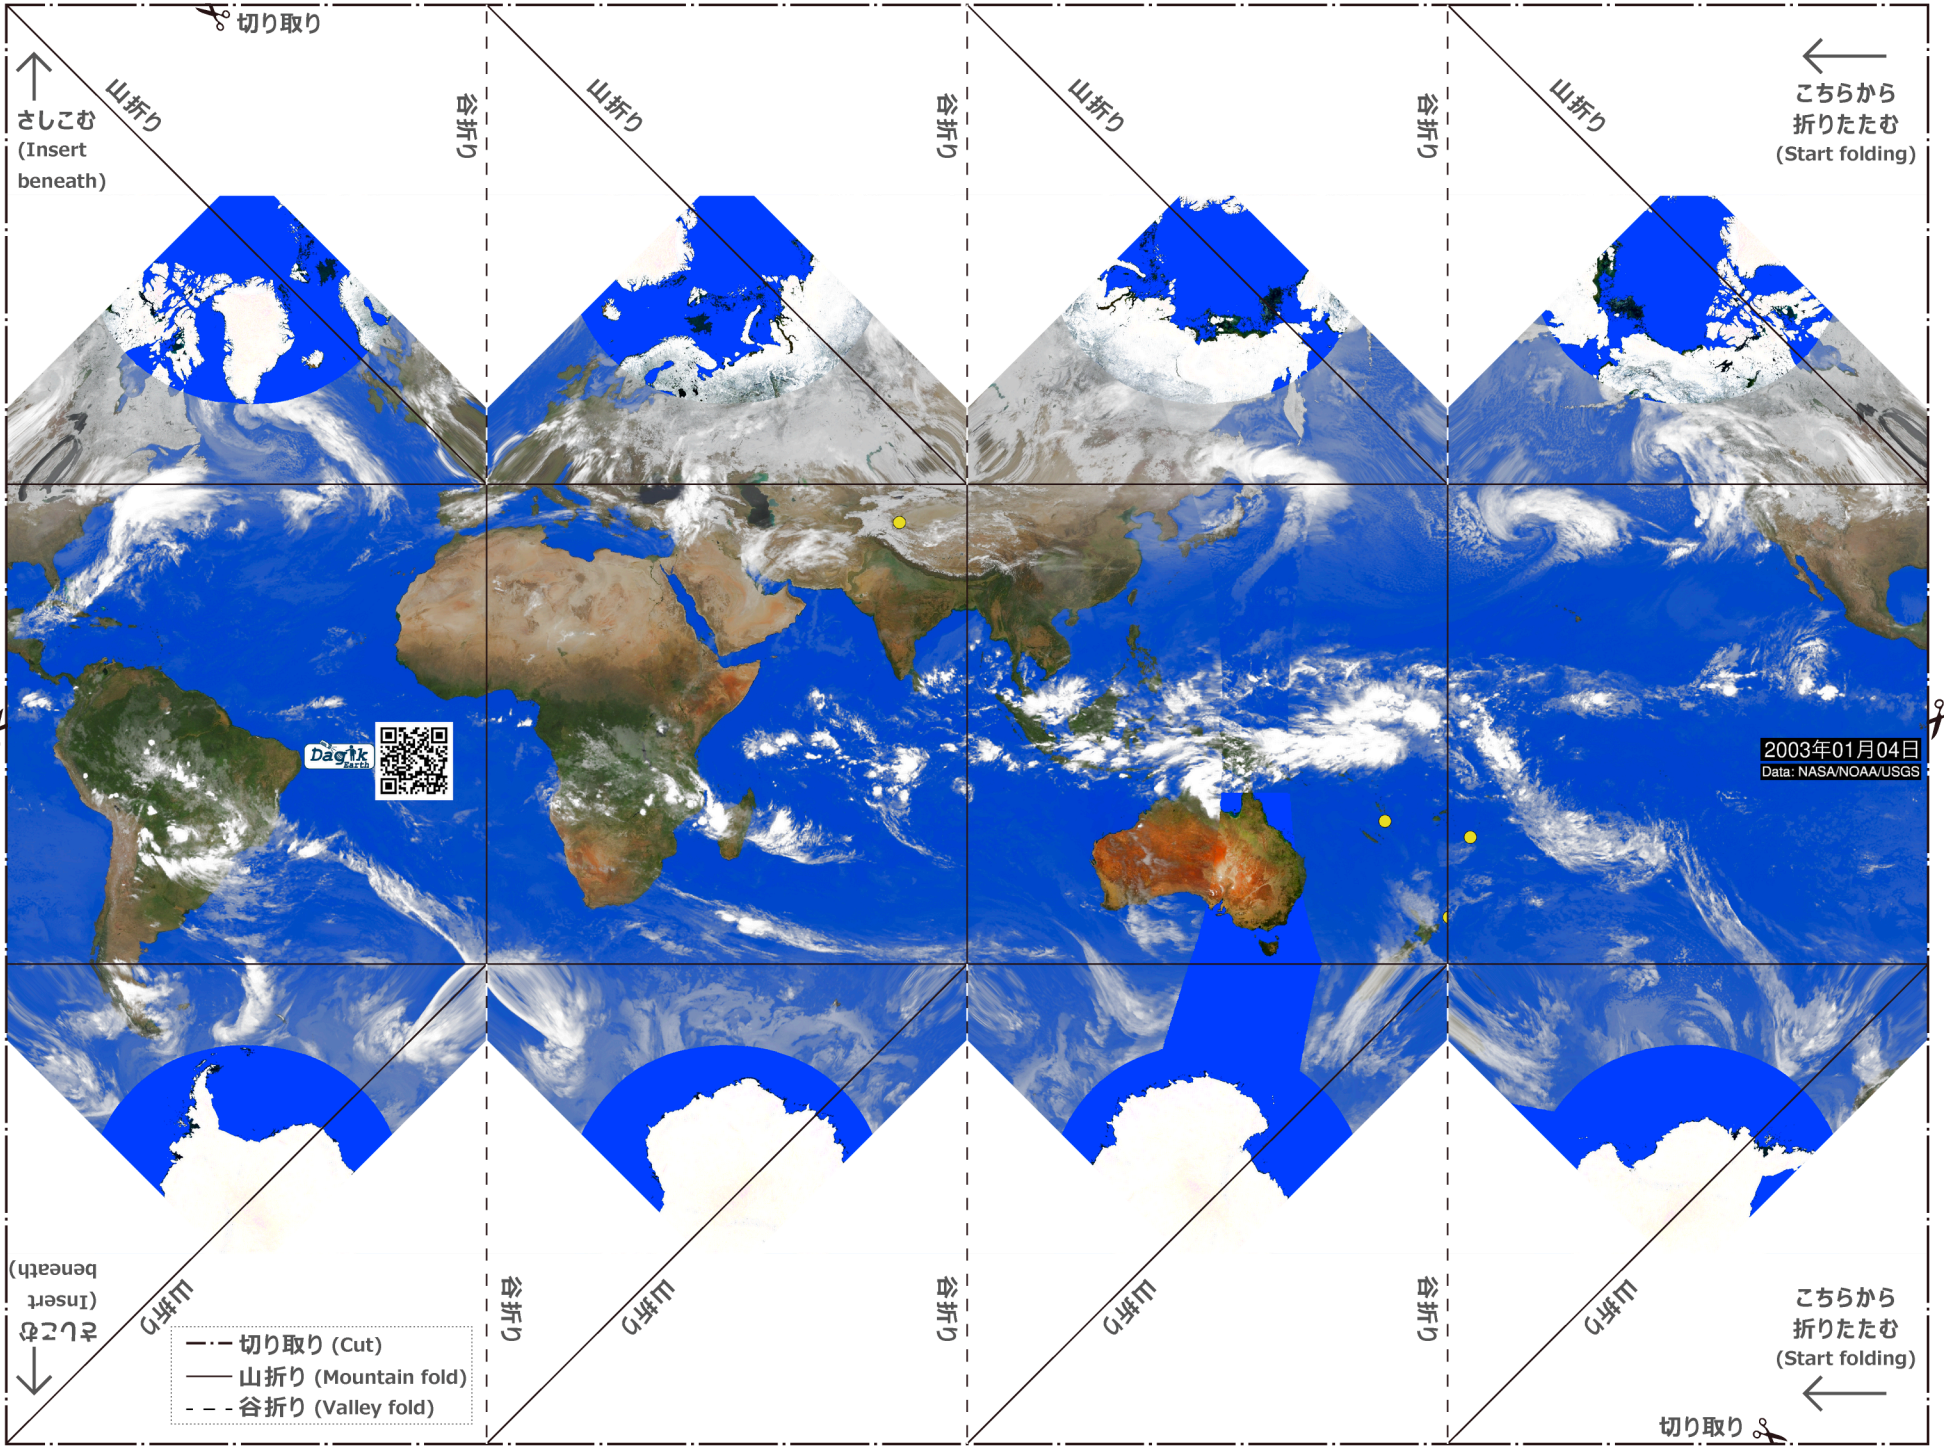 切り取り
山折り
谷折り
山折り
谷折り
山折り
谷折り
山折り
こちらから
折りたたむ
(Start folding)
さしこむ
(Insert
beneath)
Dagik
Earth
2003年01月04日
Data: NASA/NOAA/USGS
さしこむ
(Insert
beneath)
山折り
谷折り
山折り
谷折り
山折り
谷折り
山折り
こちらから
折りたたむ
(Start folding)
切り取り (Cut)
山折り (Mountain fold)
谷折り (Valley fold)
切り取り